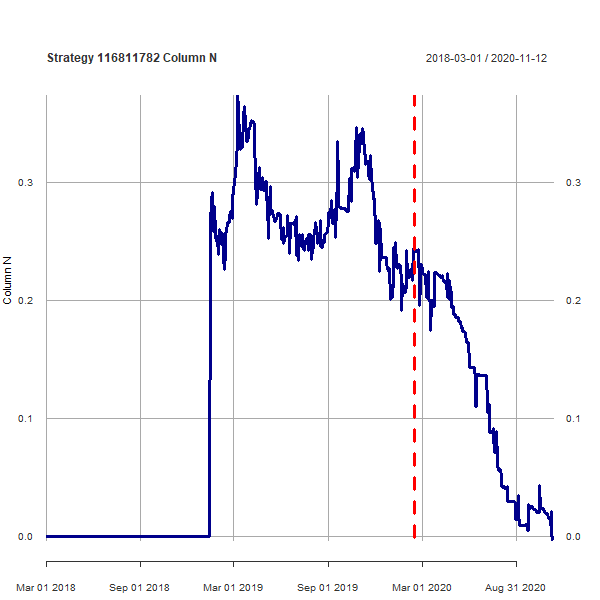 Strategy 116811782 Column N
2018-03-01 / 2020-11-12
0.3
0.3
Column N
0.2
0.2
0.1
0.1
0.0
0.0
Mar 01 2018
Sep 01 2018
Mar 01 2019
Sep 01 2019
Mar 01 2020
Aug 31 2020